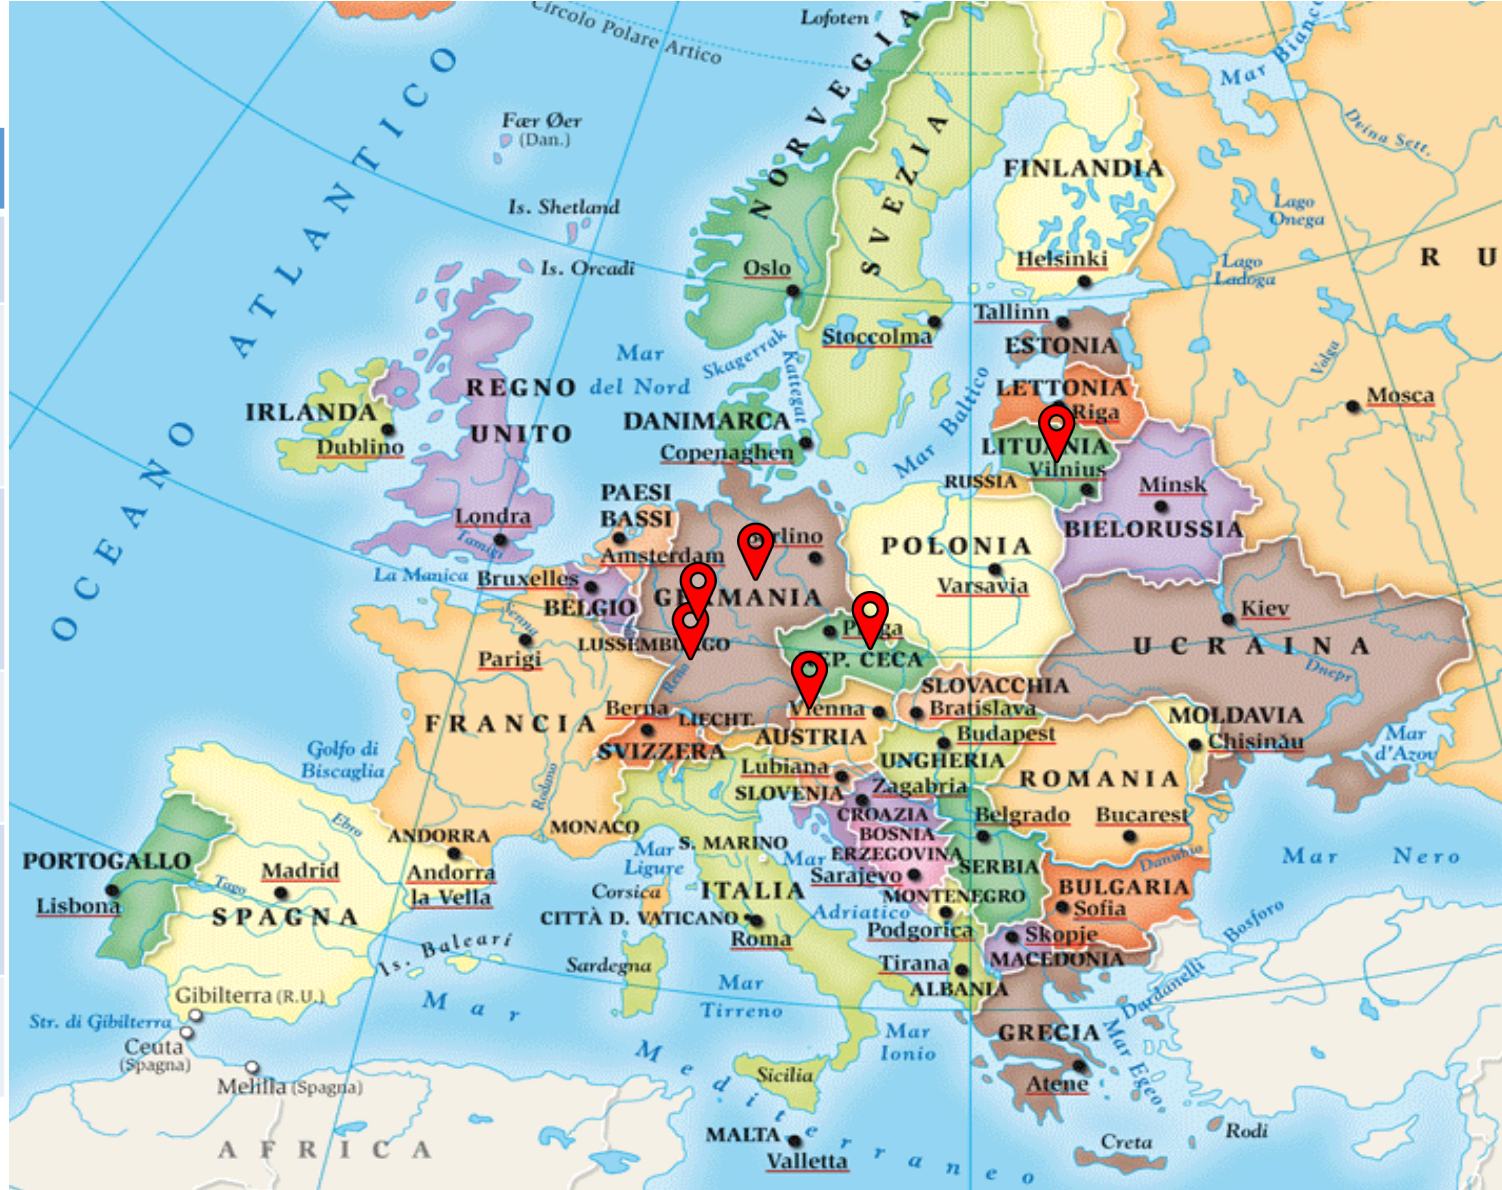 Circolo Polare Artico
Lofoten
Mar Bianco
Dvina Sett.
OCEANO ATLANTICO
Fær Øer
(Dan.)
NORVEGIA
SVEZIA
FINLANDIA
Is. Shetland
Lago
Onega
Is. Orcadi
Oslo
Helsinki
Lago
Ladoga
R U
Tallinn
Stoccolma
ESTONIA
Skagerrak
Kattegat
Mar
del Nord
Volga
REGNO
UNITO
LETTONIA
Riga
Mosca
IRLANDA
Dublino
DANIMARCA
Copenaghen
Mar Baltico
LITUANIA
Vilnius
RUSSIA
Minsk
BIELORUSSIA
PAESI
BASSI
Londra
Tamigi
Amsterdam
POLONIA
Varsavia
La Manica
Bruxelles
BELGIO
GERMANIA
Kiev
UCRAINA
Dnepr
Senna
Parigi
LUSSEMBURGO
Reno
SLOVACCHIA
Bratislava
FRANCIA
Berna
LIECHT.
SVIZZERA
Vienna
AUSTRIA
Budapest
UNGHERIA
MOLDAVIA
Chisinău
Mar
d'Azov
Golfo di
Biscaglia
Rodano
Lubiana
SLOVENIA
Zagabria
CROAZIA
ROMANIA
Bucarest
Belgrado
BOSNIA
ERZEGOVINA
Sarajevo
SERBIA
Danubio
Mar Nero
Ebro
ANDORRA
Andorra
la Vella
MONACO
S. MARINO
Mar
Ligure
Corsica
Mar
Adriatico
ITALIA
CITTÀ D. VATICANO
Roma
MONTENEGRO
Podgorica
BULGARIA
Sofia
PORTOGALLO
Lisbona
Madrid
Tago
SPAGNA
Is. Baleari
Sardegna
Tirana
ALBANIA
Skopje
MACEDONIA
Bosforo
Dardanelli
Gibilterra (R.U.)
Str. di Gibilterra
Ceuta
(Spagna)
Melilla (Spagna)
Mar
Tirreno
Mar
Ionio
GRECIA
Atene
Mar Egeo
Mar Mediterraneo
Sicilia
MALTA
Valletta
Creta
Rodi
AFRICA